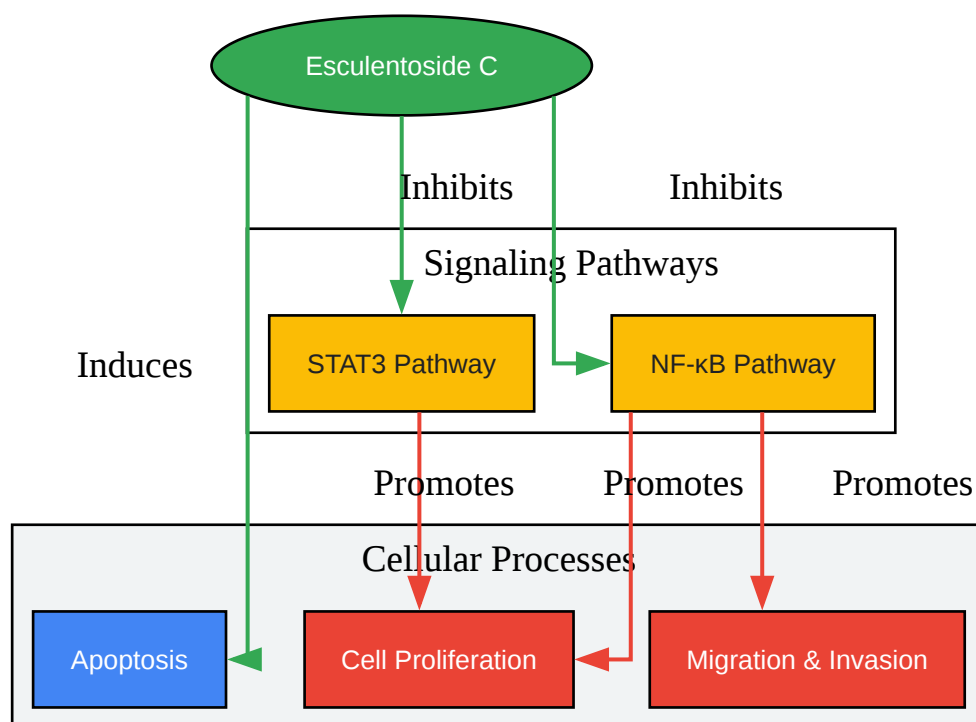 Esculentoside C
Inhibits
Inhibits
Signaling Pathways
STAT3 Pathway
NF-κB Pathway
Induces
Promotes
Promotes
Promotes
Cellular Processes
Apoptosis
Cell Proliferation
Migration & Invasion